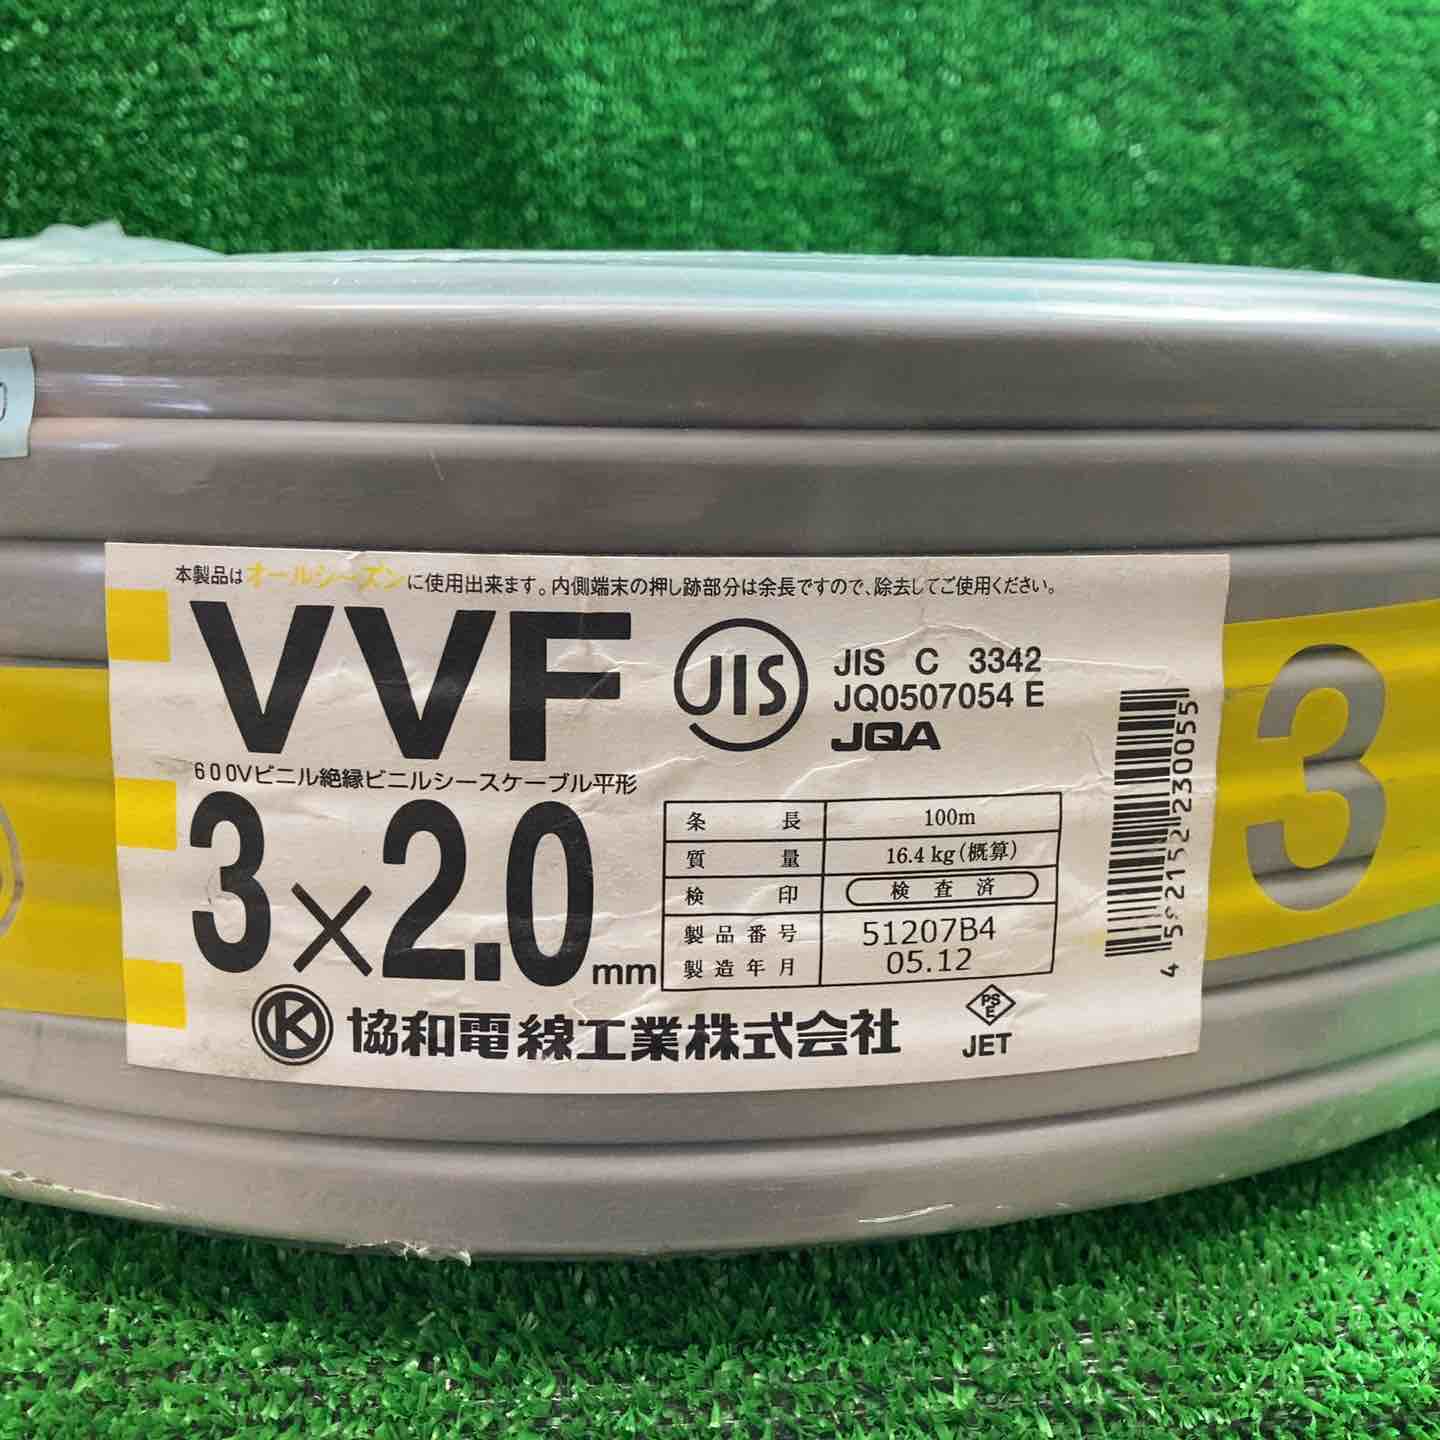 本製品はオールシーズンに使用出来ます。内側端末の押し跡部分は余長ですので、除去してご使用ください。
VVF
JIS
JIS C 3342
JQ0507054 E
JQA
600Vビニル絶縁ビニルシースケーブル平形
3×2.0mm
条長 100m
質量 16.4 kg(概算)
検印 検査済
製品番号 51207B4
製造年月 05.12
K 協和電線工業株式会社
PS E
JET
4 5 2152 230055
3